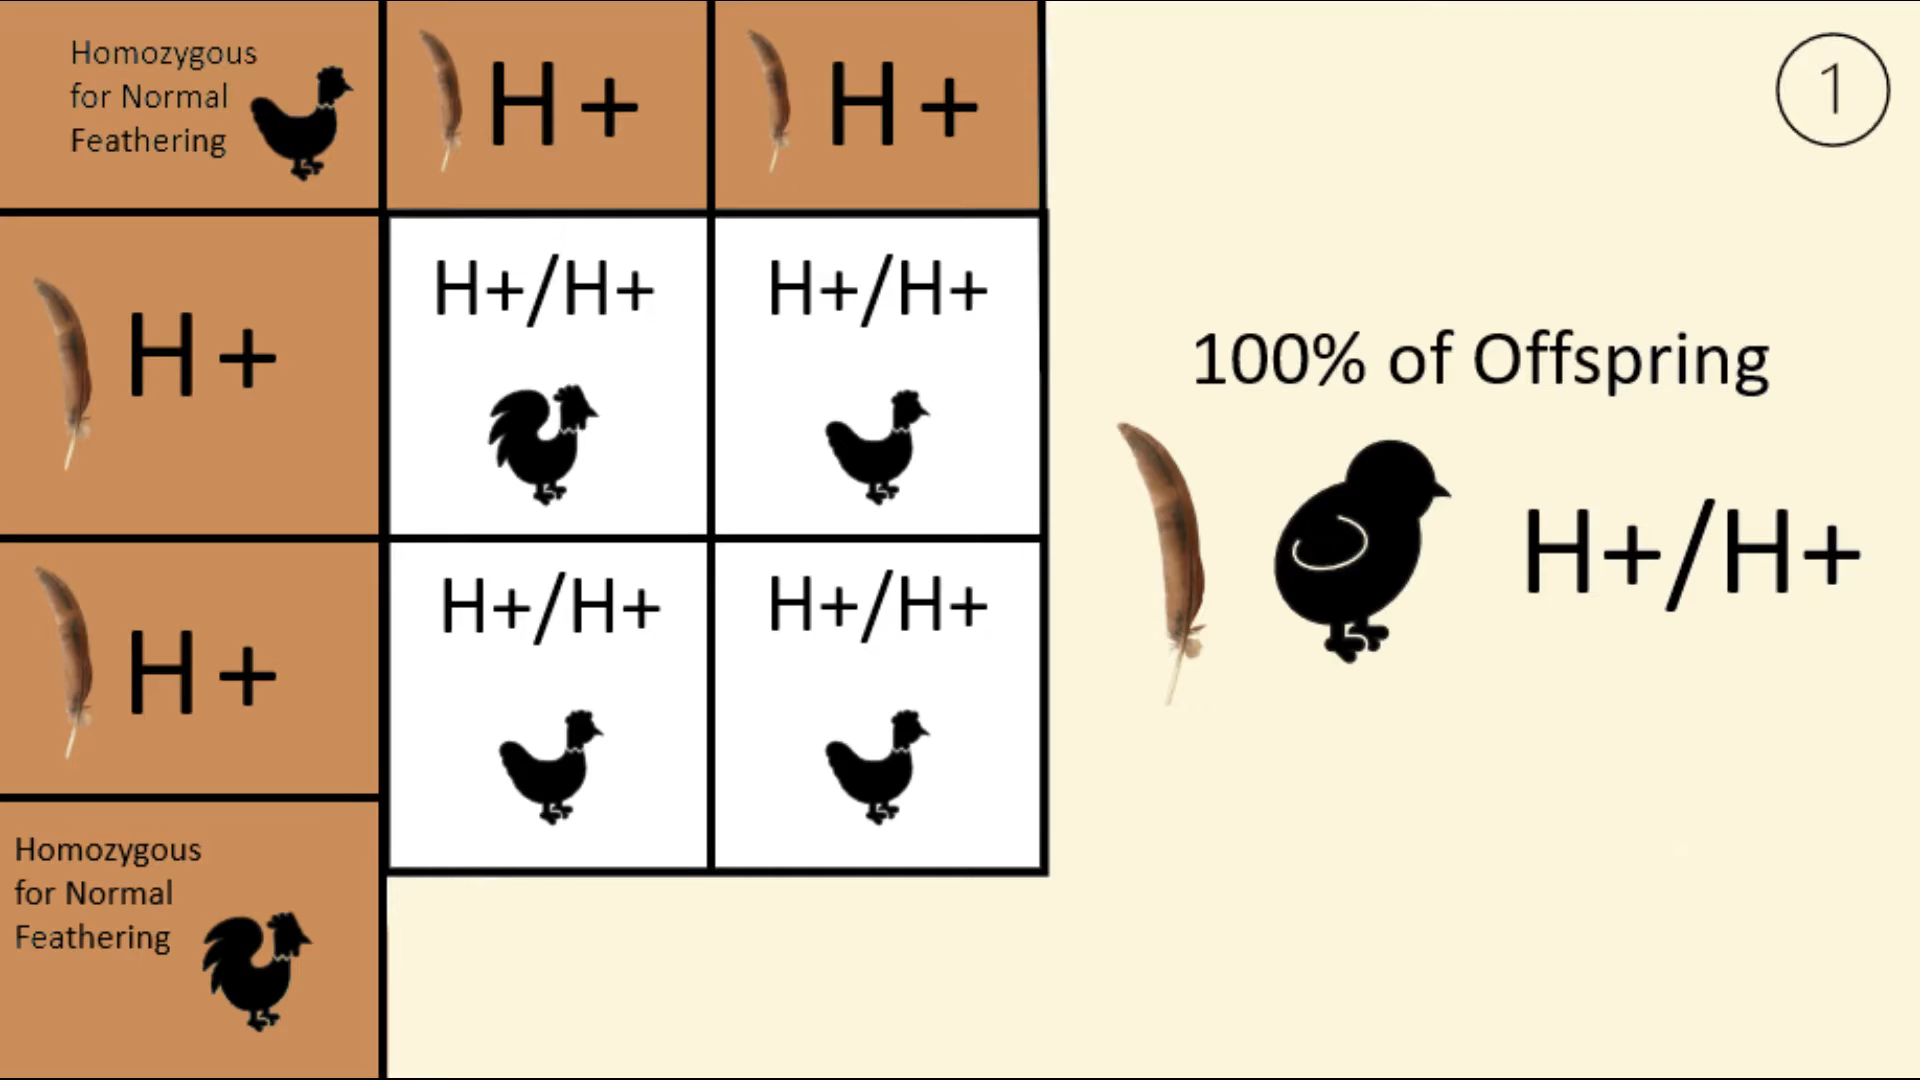 Homozygous
for Normal
Feathering
H +
H +
1
H +
H+/H+
H+/H+
100% of Offspring
H+/H+
H +
H+/H+
H+/H+
Homozygous
for Normal
Feathering